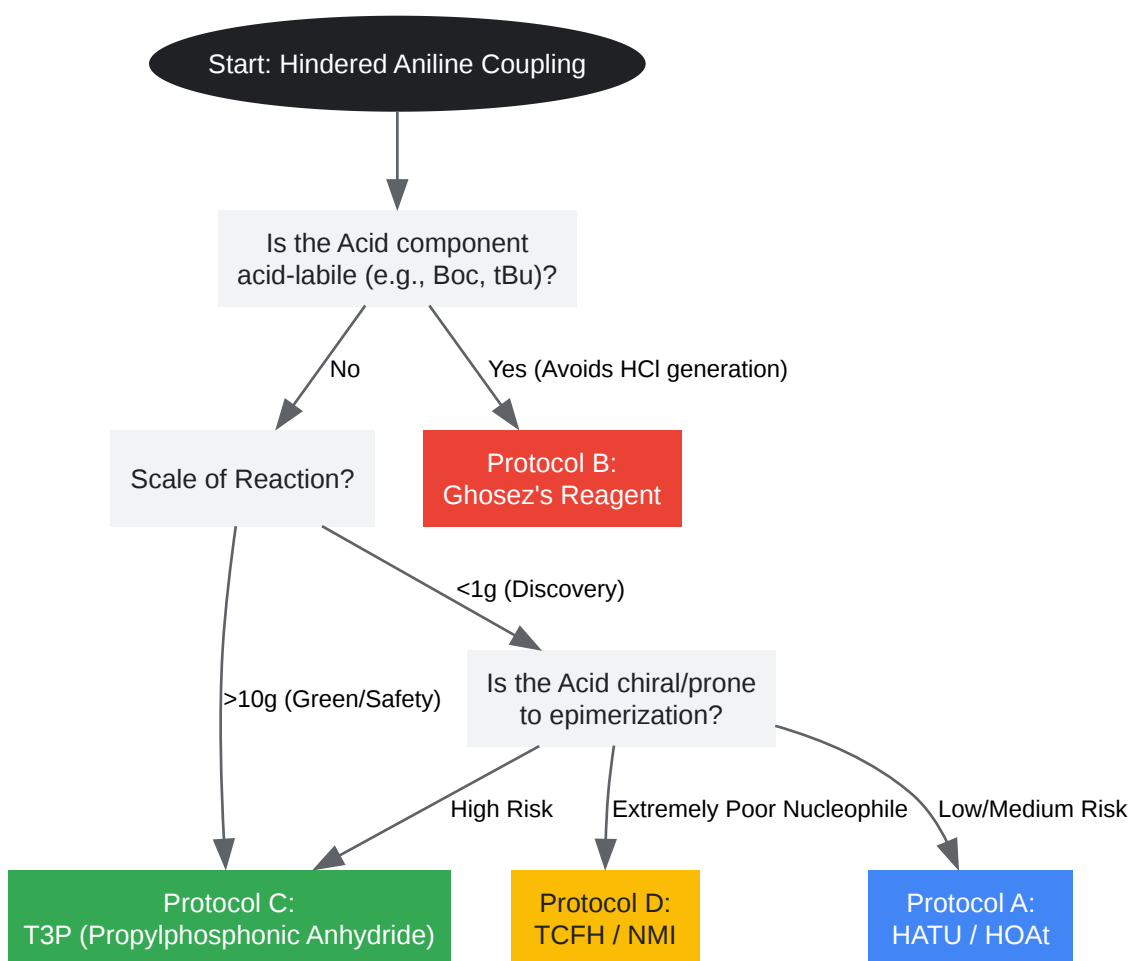 Start: Hindered Aniline Coupling
Is the Acid component
acid-labile (e.g., Boc, tBu)?
No
Yes (Avoids HCl generation)
Scale of Reaction?
Protocol B:
Ghosez's Reagent
<1g (Discovery)
>10g (Green/Safety)
Is the Acid chiral/prone
to epimerization?
High Risk
Extremely Poor Nucleophile
Low/Medium Risk
Protocol C:
T3P (Propylphosphonic Anhydride)
Protocol D:
TCFH / NMI
Protocol A:
HATU / HOAt